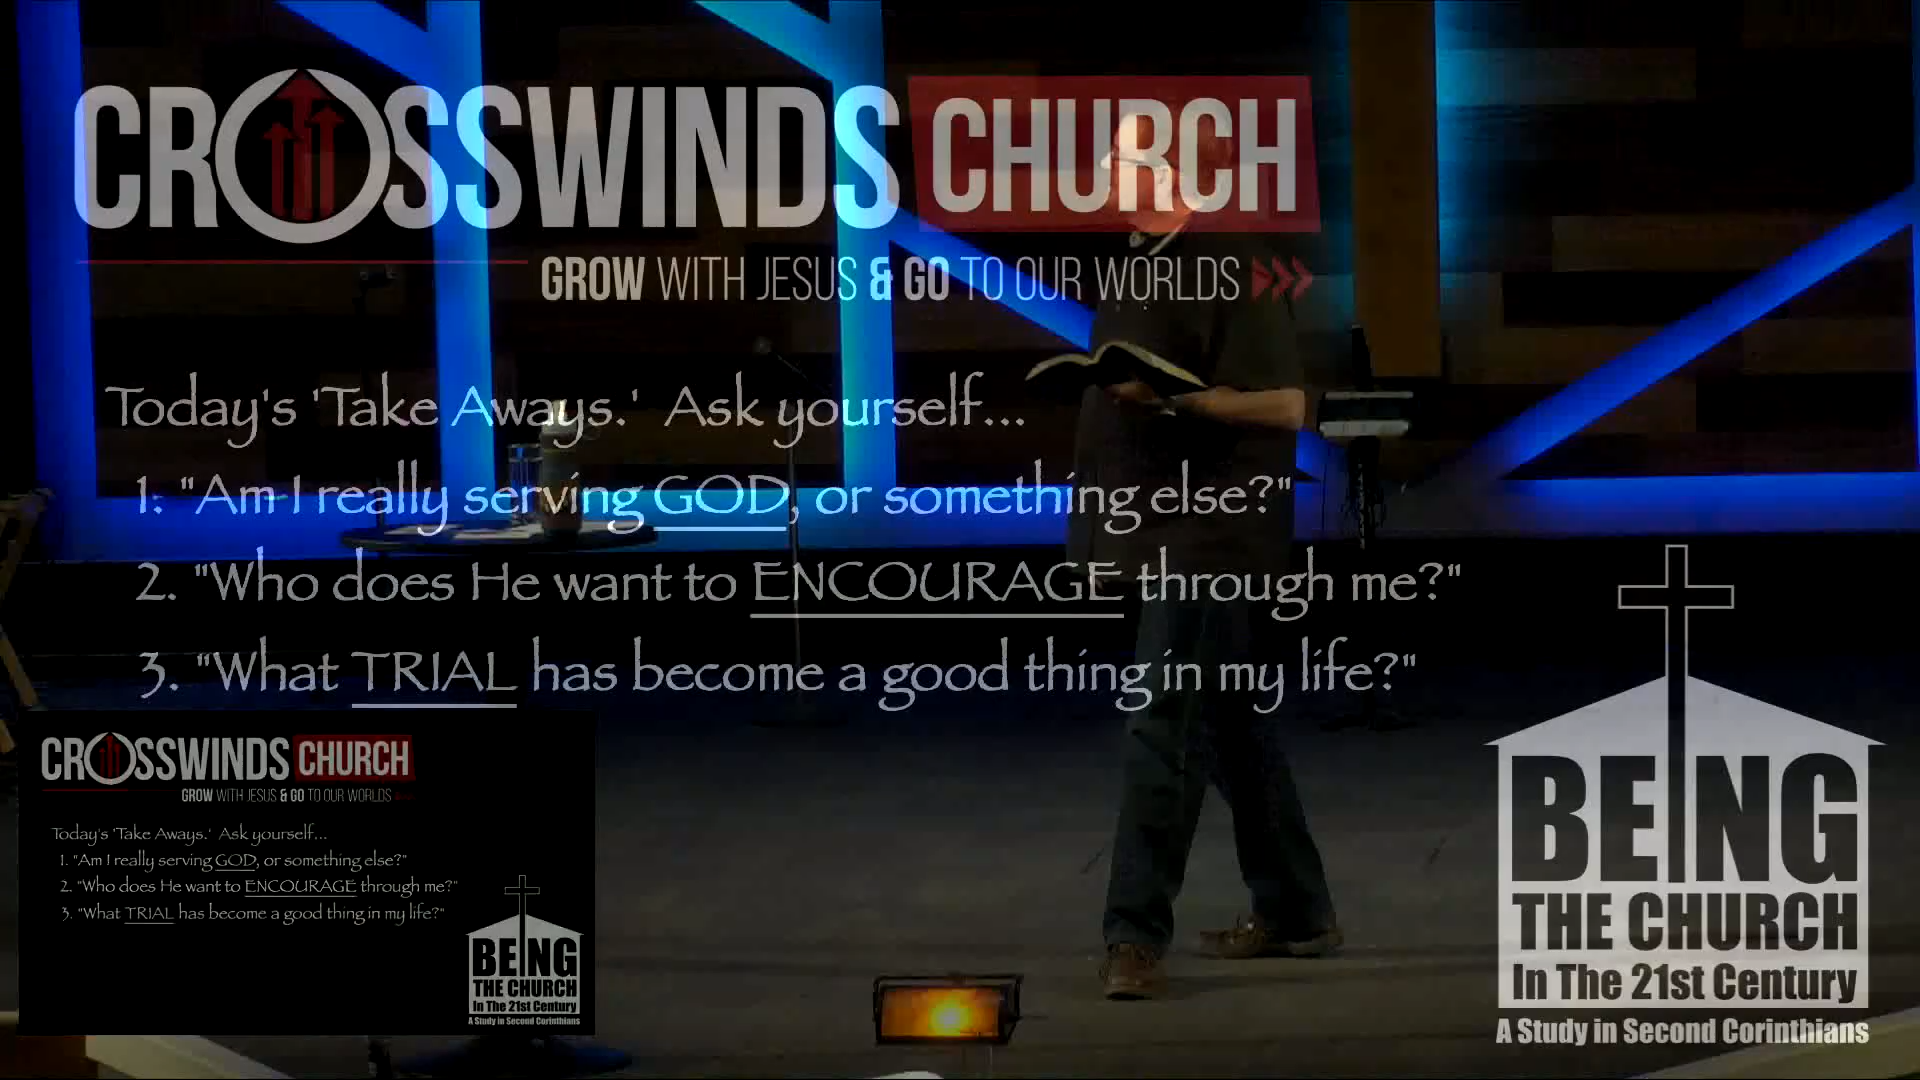 CROSSWINDS CHURCH
GROW WITH JESUS & GO TO OUR WORLDS
Today's 'Take Aways.' Ask yourself...
1: "Am I really serving GOD, or something else?"
2. "Who does He want to ENCOURAGE through me?"
3. "What TRIAL has become a good thing in my life?"
BEING
THE CHURCH
In The 21st Century
A Study in Second Corinthians
CROSSWINDS CHURCH
GROW WITH JESUS & GO TO OUR WORLDS
Today's 'Take Aways.' Ask yourself...
1. "Am I really serving GOD, or something else?"
2. "Who does He want to ENCOURAGE through me?"
3. "What TRIAL has become a good thing in my life?"
BEING
THE CHURCH
In The 21st Century
A Study in Second Corinthians